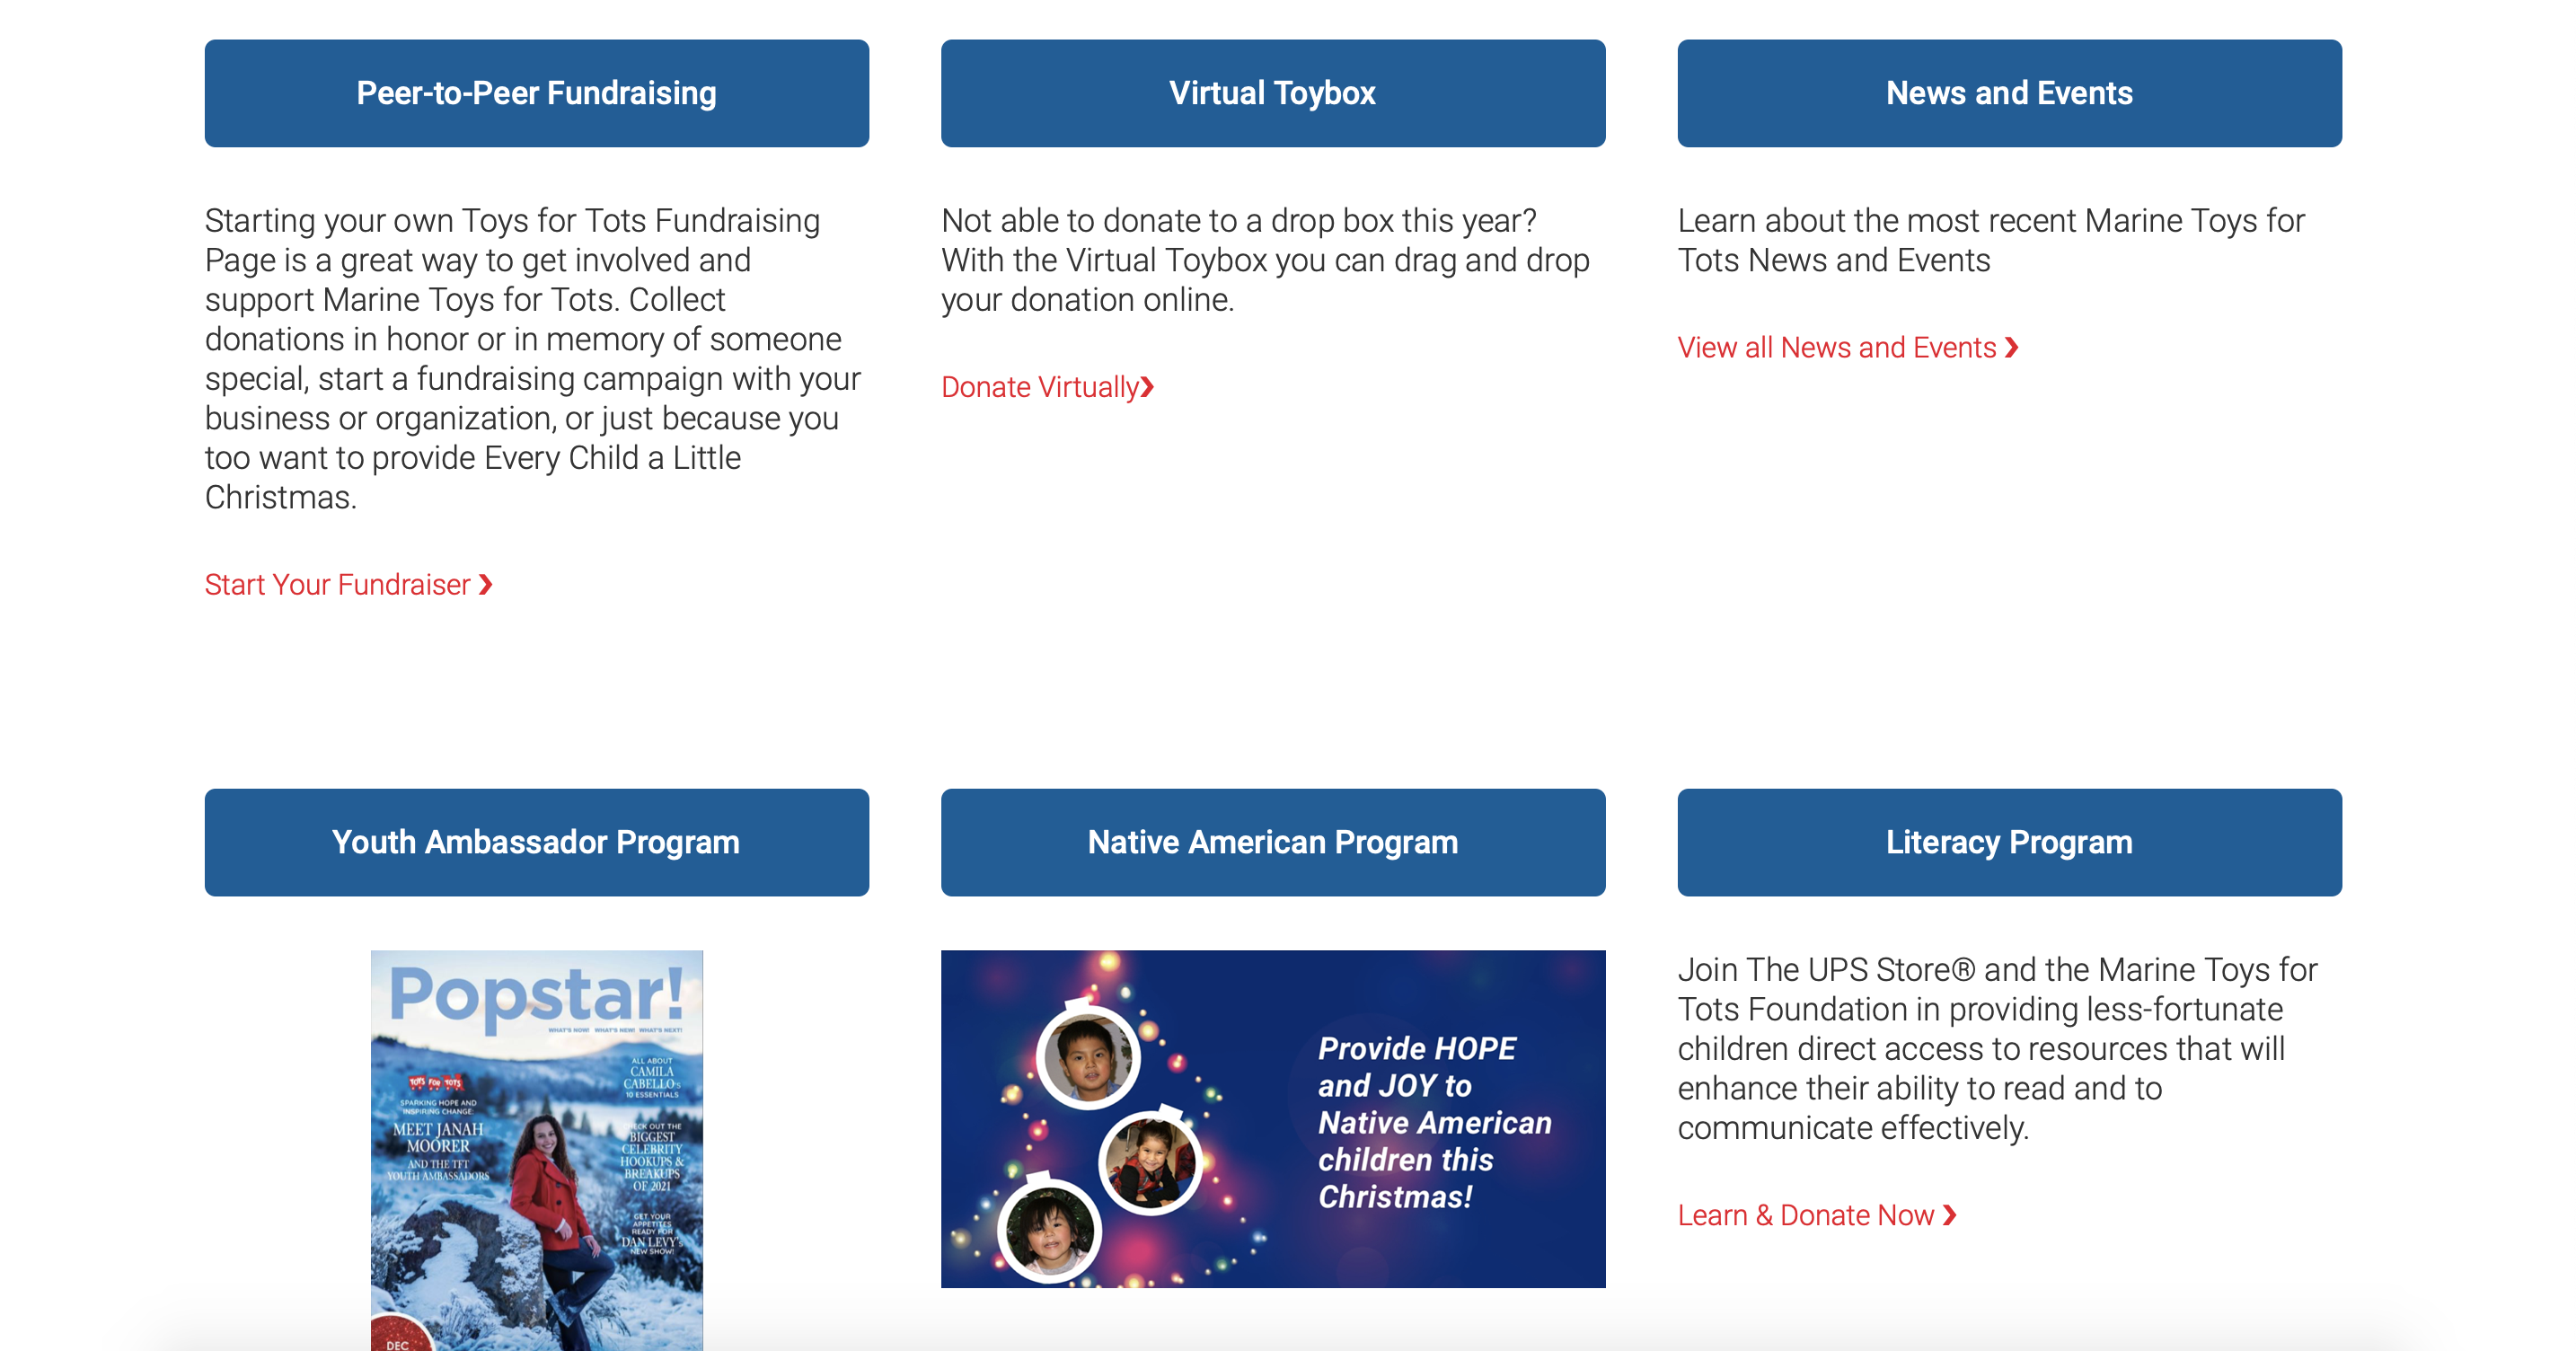 Peer-to-Peer Fundraising
Starting your own Toys for Tots Fundraising
Page is a great way to get involved and
support Marine Toys for Tots. Collect
donations in honor or in memory of someone
special, start a fundraising campaign with your
business or organization, or just because you
too want to provide Every Child a Little
Christmas.
Start Your Fundraiser ❯
Virtual Toybox
Not able to donate to a drop box this year?
With the Virtual Toybox you can drag and drop
your donation online.
Donate Virtually❯
News and Events
Learn about the most recent Marine Toys for
Tots News and Events
View all News and Events ❯
Youth Ambassador Program
Popstar!
WHAT'S NOW! WHAT'S NEW! WHAT'S NEXT!
TOYS FOR TOTS
SPARKING HOPE AND
INSPIRING CHANGE:
MEET JANAH
MOORER
AND THE TFT
YOUTH AMBASSADORS
ALL ABOUT
CAMILA
CABELLO's
10 ESSENTIALS
CHECK OUT THE
BIGGEST
CELEBRITY
HOOKUPS &
BREAKUPS
OF 2021
GET YOUR
APPETITES
READY FOR
DAN LEVY's
NEW SHOW!
DEC
Native American Program
Provide HOPE
and JOY to
Native American
children this
Christmas!
Literacy Program
Join The UPS Store® and the Marine Toys for
Tots Foundation in providing less-fortunate
children direct access to resources that will
enhance their ability to read and to
communicate effectively.
Learn & Donate Now ❯